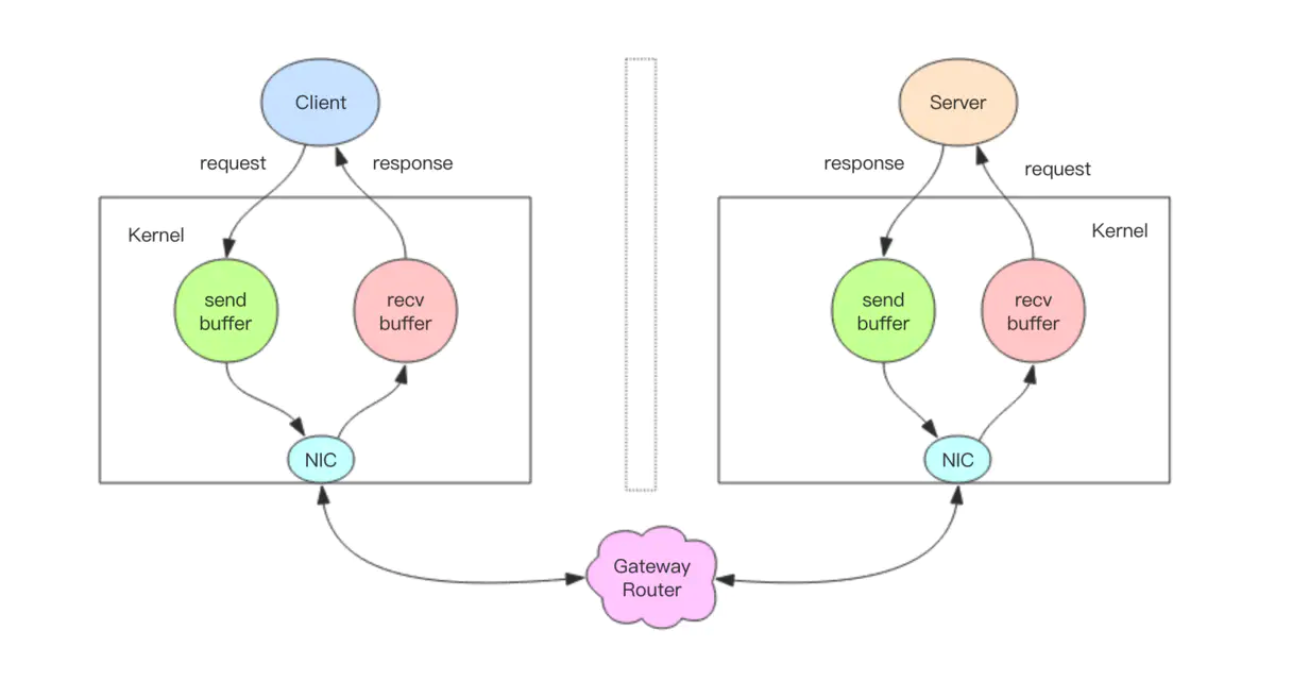 Client
Server
request
response
response
request
Kernel
Kernel
send
buffer
recv
buffer
send
buffer
recv
buffer
NIC
NIC
Gateway
Router